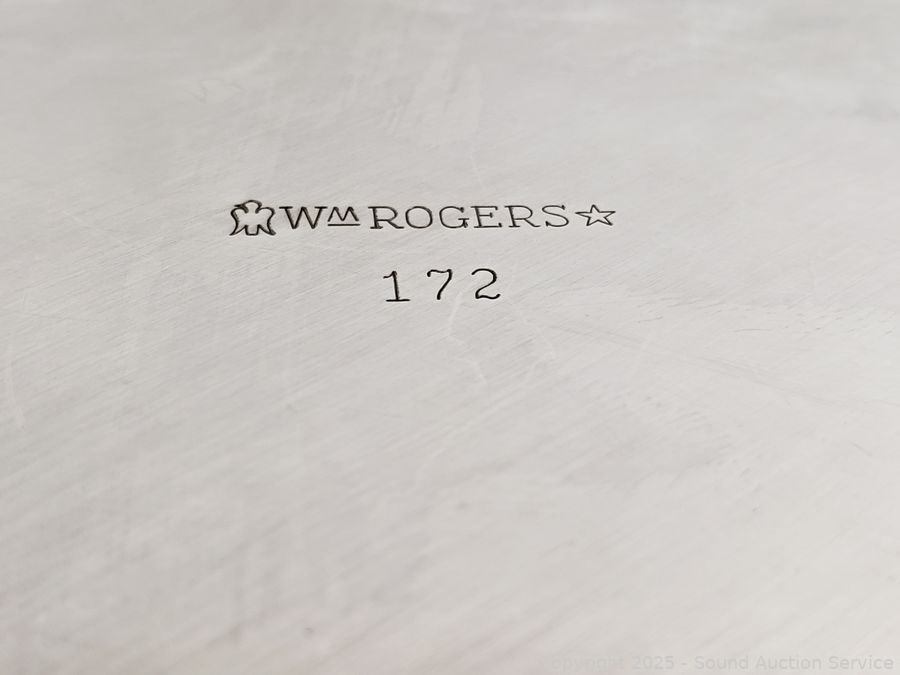 Wm ROGERS
172
Copyright 2025 - Sound Auction Service